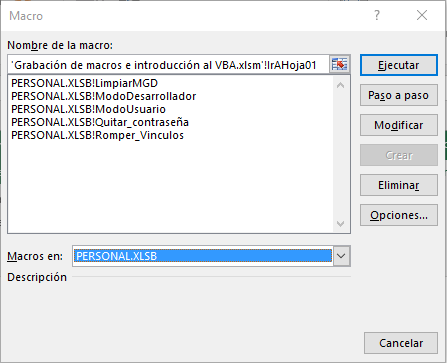 Macro
?
Nombre de la macro:
'Grabación de macros e introducción al VBA.xlsm'!IrAHoja01
Ejecutar
PERSONAL.XLSB!LimpiarMGD
PERSONAL.XLSB!ModoDesarrollador
PERSONAL.XLSB!ModoUsuario
PERSONAL.XLSB!Quitar_contraseña
PERSONAL.XLSB!Romper_Vinculos
Paso a paso
Modificar
Crear
Eliminar
Opciones...
Macros en:
PERSONAL.XLSB
Descripción
Cancelar